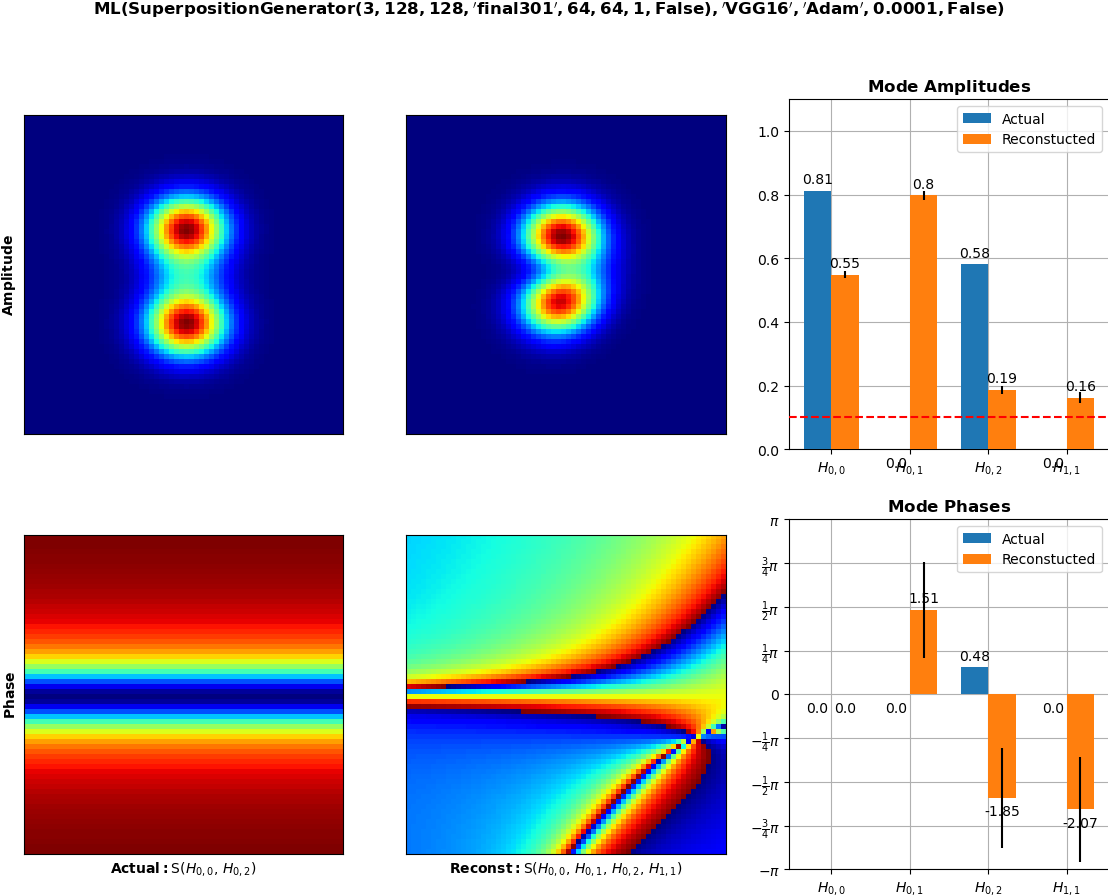 ML(SuperpositionGenerator(3, 128, 128, ′final301′, 64, 64, 1, False), ′VGG16′, ′Adam′, 0.0001, False)
Amplitude
Mode Amplitudes
Actual
Reconstucted
1.0
0.8
0.6
0.4
0.2
0.0
0.81
0.55
0.0
0.8
0.58
0.19
0.0
0.16
H0,0
H0,1
H0,2
H1,1
Phase
Actual: S(H0,0, H0,2)
Reconst: S(H0,0, H0,1, H0,2, H1,1)
Mode Phases
Actual
Reconstucted
π
3/4π
1/2π
1/4π
0
−1/4π
−1/2π
−3/4π
−π
0.0
0.0
0.0
1.51
0.48
-1.85
0.0
-2.07
H0,0
H0,1
H0,2
H1,1